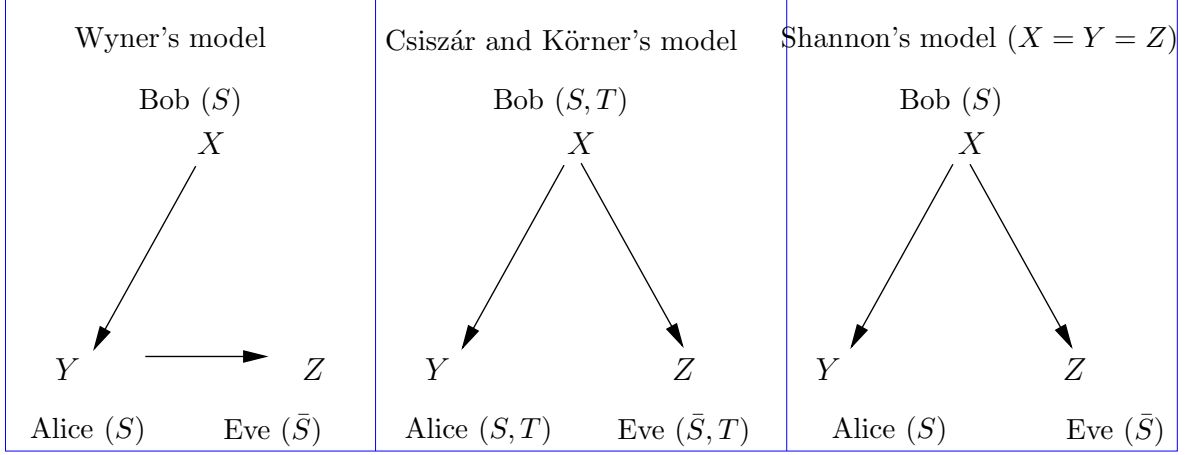 Wyner's model
Bob (S)
X
Y
Z
Alice (S)
Eve (S̄)
Csiszár and Körner's model
Bob (S, T)
X
Y
Z
Alice (S, T)
Eve (S̄, T)
Shannon's model (X = Y = Z)
Bob (S)
X
Y
Z
Alice (S)
Eve (S̄)